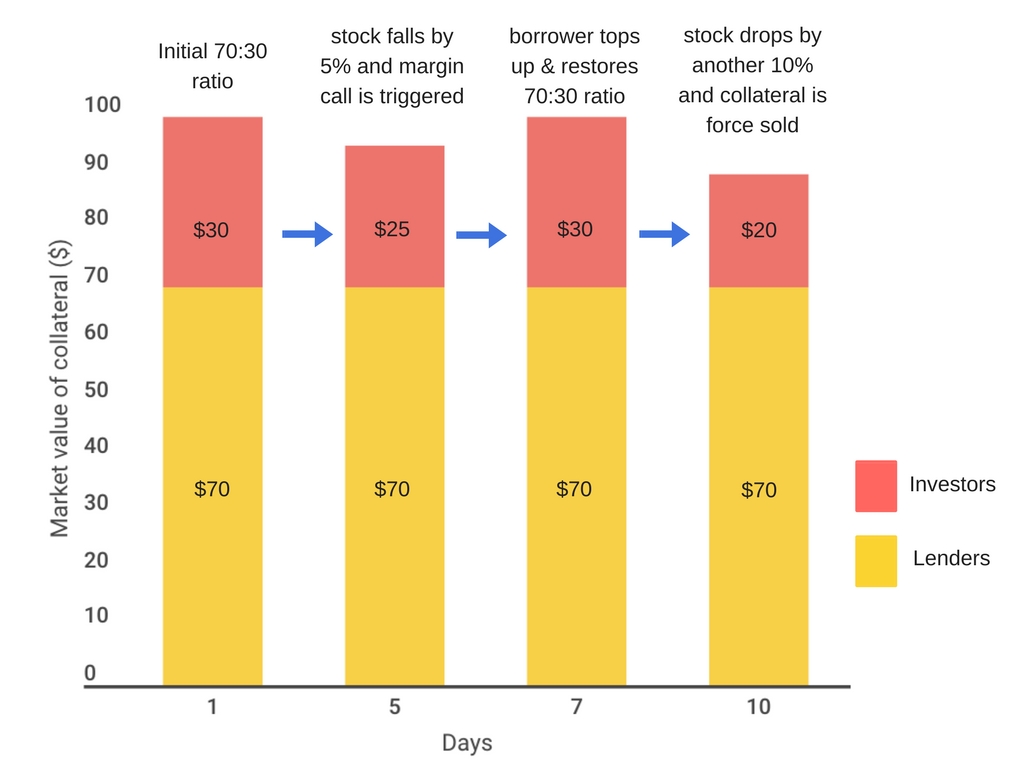 Initial 70:30
ratio
stock falls by
5% and margin
call is triggered
borrower tops
up & restores
70:30 ratio
stock drops by
another 10%
and collateral is
force sold
Market value of collateral ($)
100
90
80
70
60
50
40
30
20
10
0
$30
$25
$30
$20
$70
$70
$70
$70
Investors
Lenders
1
5
7
10
Days